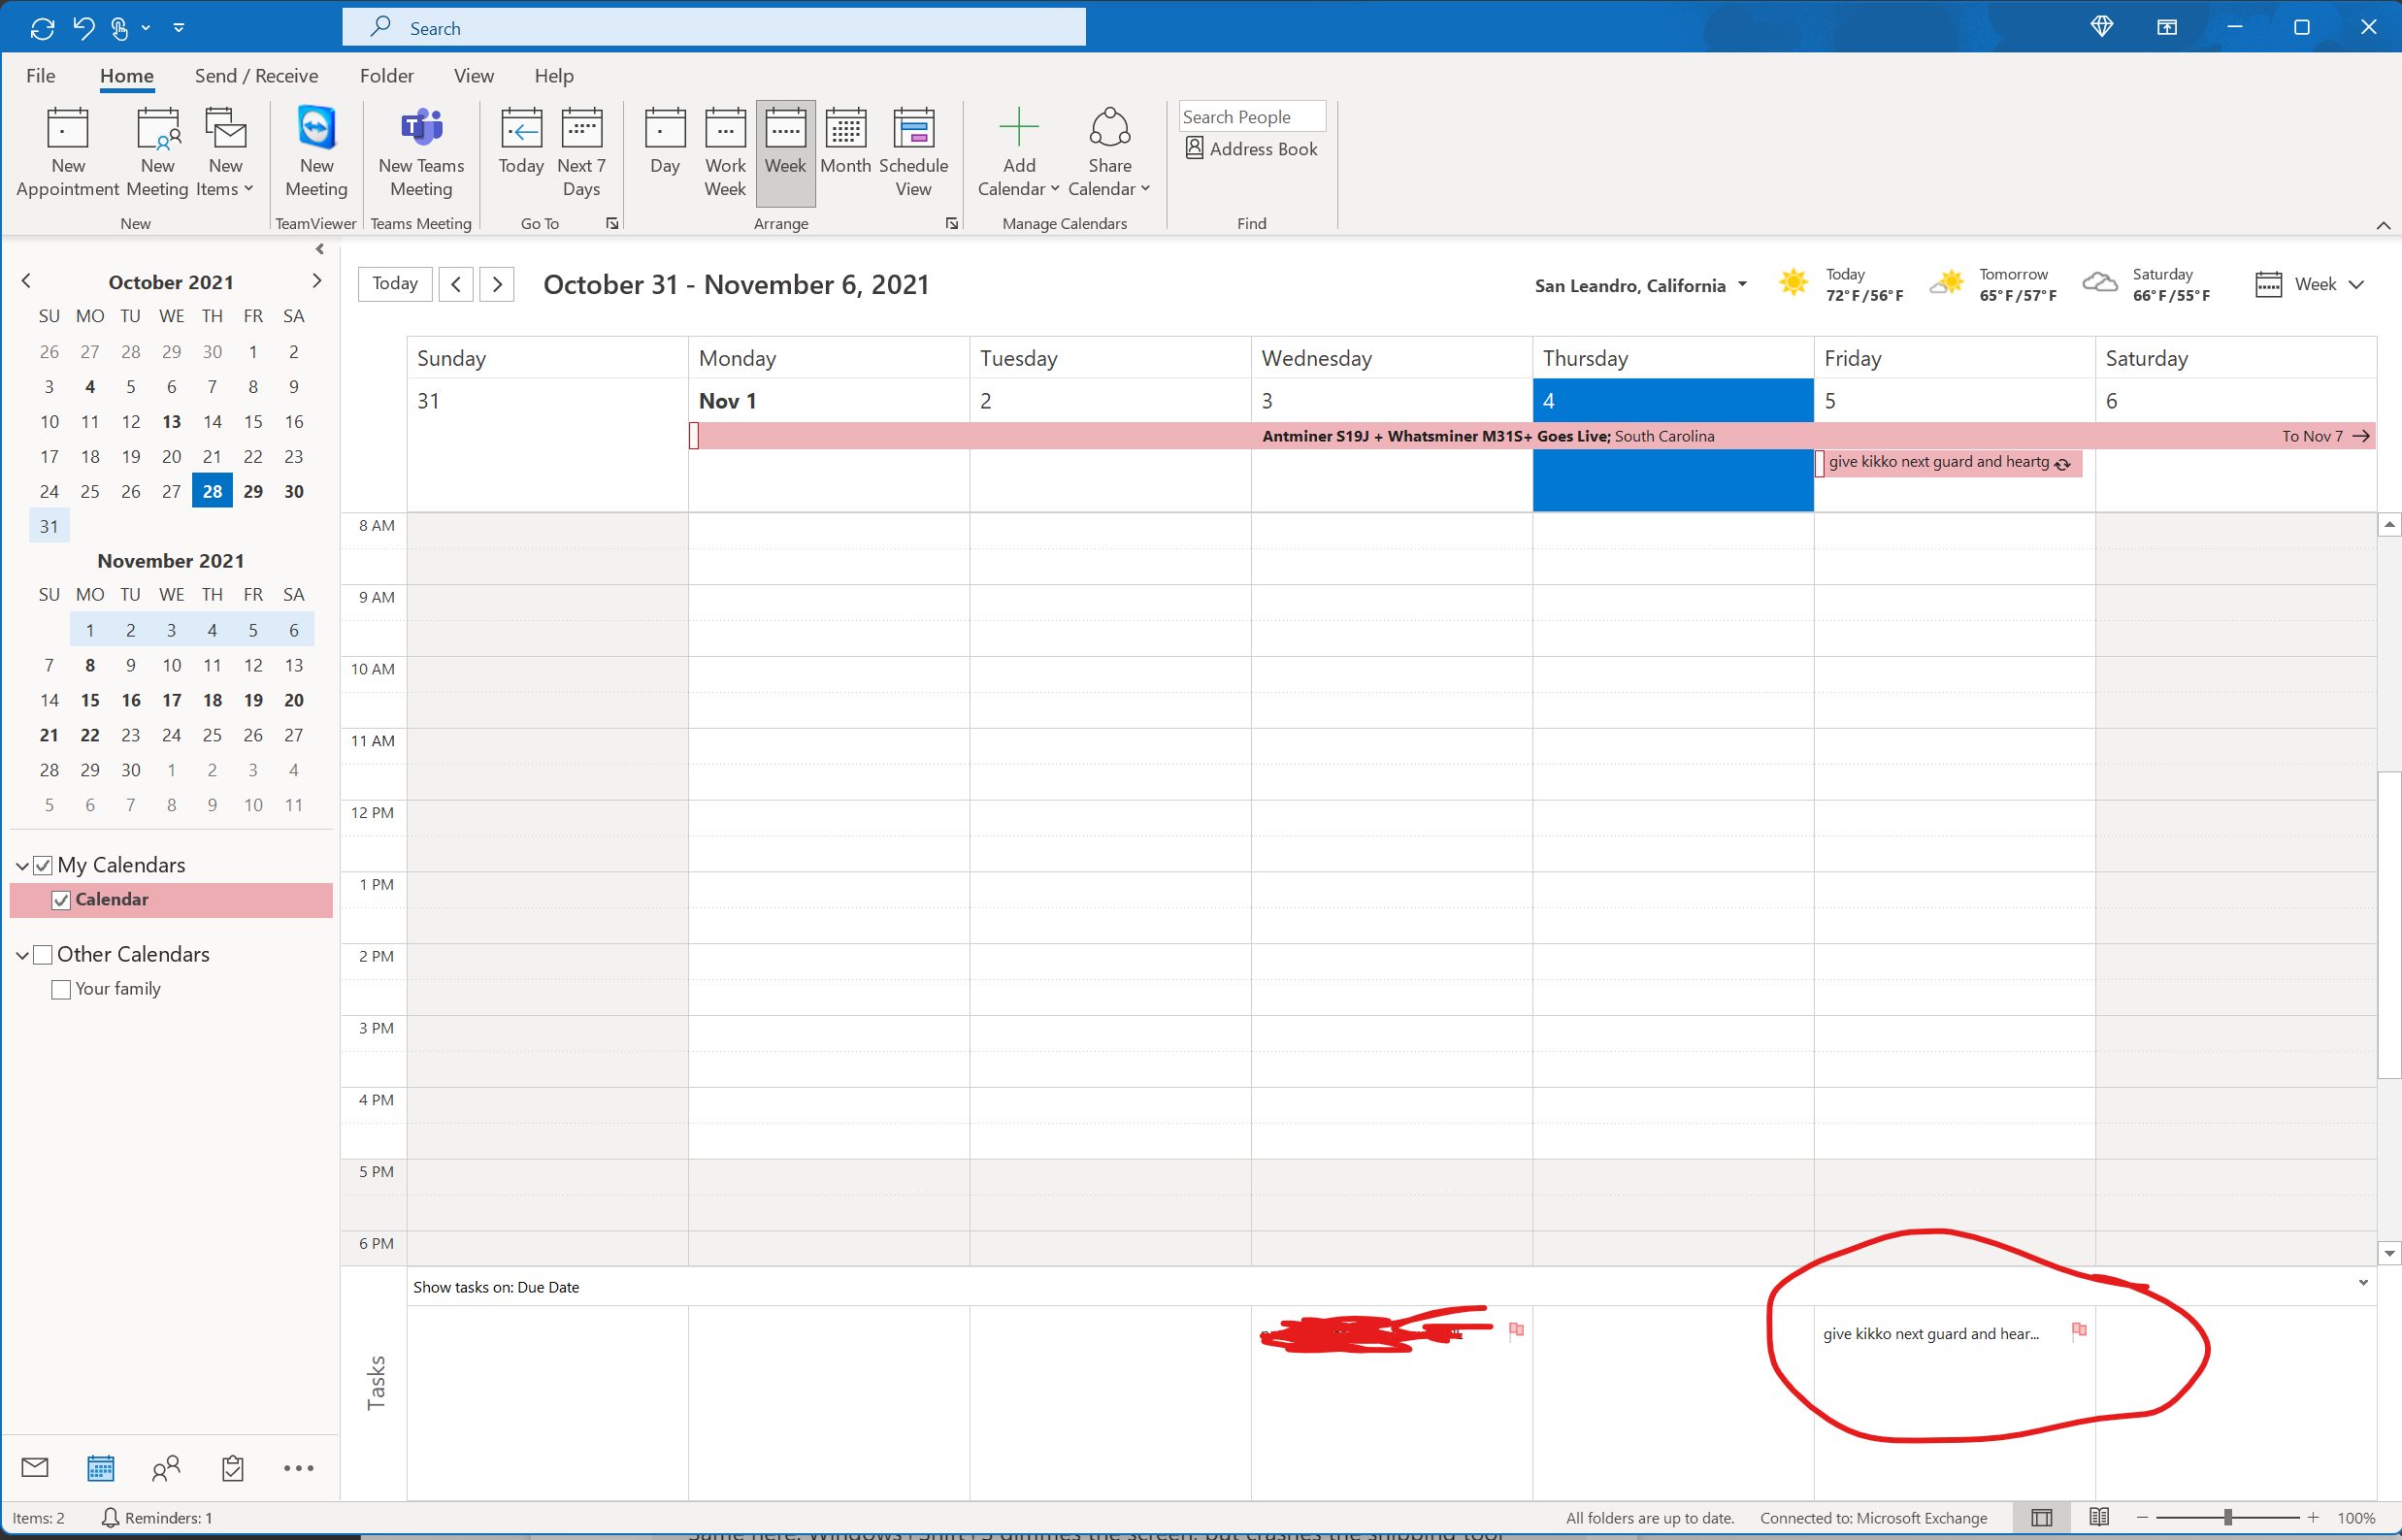 Search
File Home Send / Receive Folder View Help
New Appointment
New Meeting
New Items
New
New Meeting
TeamViewer
New Teams Meeting
Teams Meeting
Today
Next 7 Days
Go To
Day
Work Week
Week
Month
Schedule View
Arrange
Add Calendar
Share Calendar
Manage Calendars
Search People
Address Book
Find
October 2021
SU MO TU WE TH FR SA
26 27 28 29 30 1 2
3 4 5 6 7 8 9
10 11 12 13 14 15 16
17 18 19 20 21 22 23
24 25 26 27 28 29 30
31
November 2021
SU MO TU WE TH FR SA
1 2 3 4 5 6
7 8 9 10 11 12 13
14 15 16 17 18 19 20
21 22 23 24 25 26 27
28 29 30 1 2 3 4
5 6 7 8 9 10 11
My Calendars
Calendar
Other Calendars
Your family
Today
October 31 - November 6, 2021
San Leandro, California
Today
72°F/56°F
Tomorrow
65°F/57°F
Saturday
66°F/55°F
Week
Sunday Monday Tuesday Wednesday Thursday Friday Saturday
31 Nov 1 2 3 4 5 6
Antminer S19J + Whatsminer M31S+ Goes Live; South Carolina
To Nov 7
give kikko next guard and heartg
8 AM
9 AM
10 AM
11 AM
12 PM
1 PM
2 PM
3 PM
4 PM
5 PM
6 PM
Show tasks on: Due Date
Tasks
give kikko next guard and hear...
Items: 2
Reminders: 1
All folders are up to date.
Connected to: Microsoft Exchange
100%